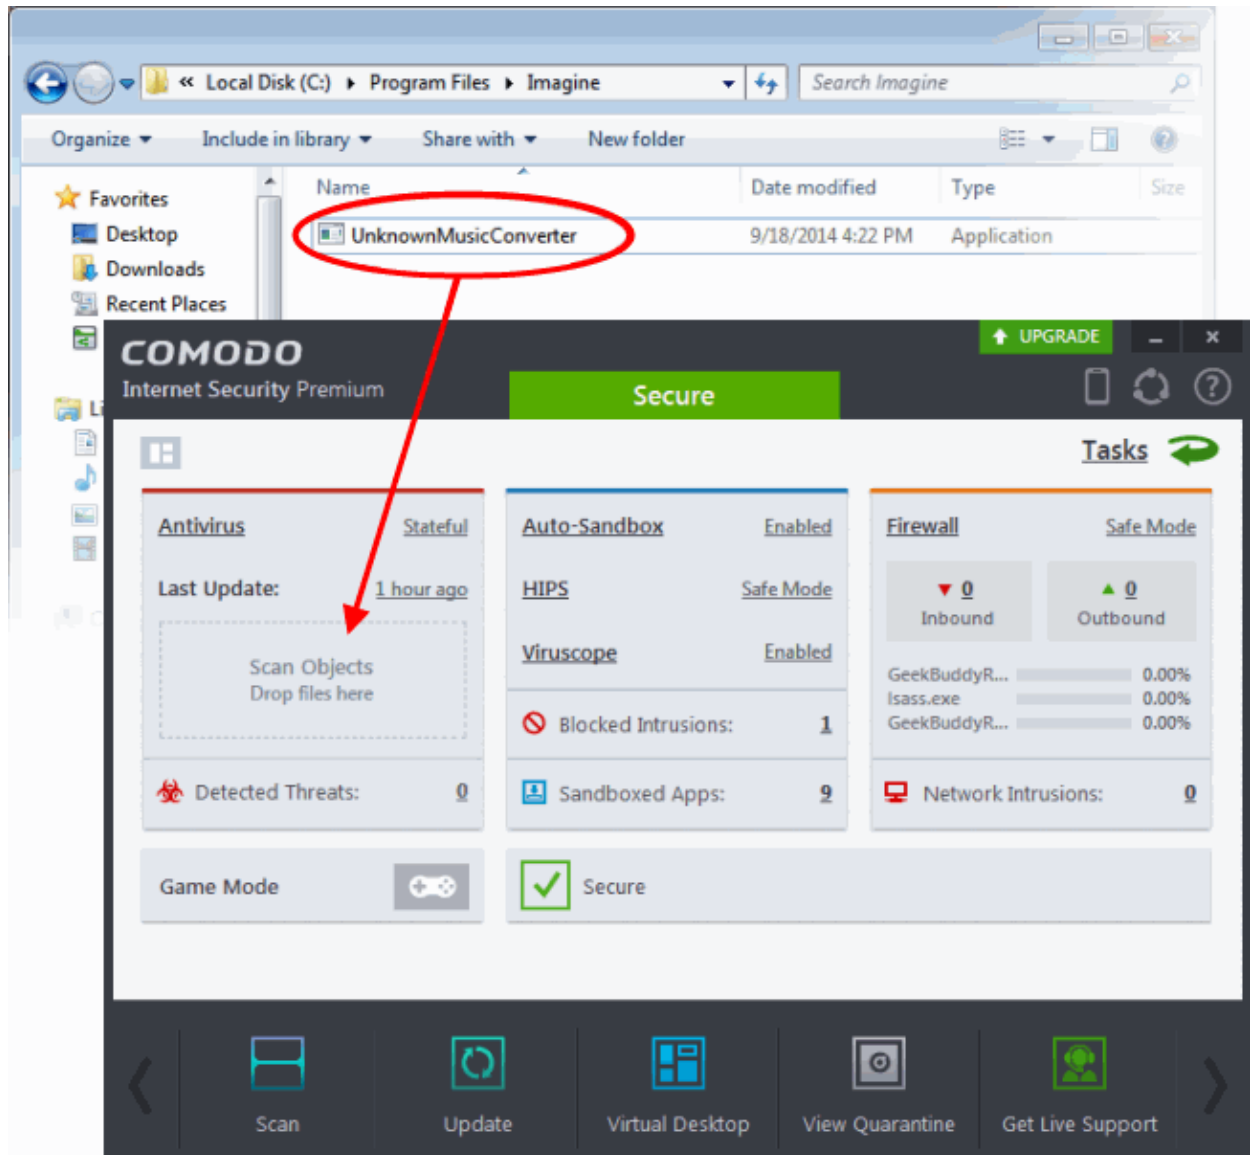 « Local Disk (C:) Program Files Imagine
Search Imagine
Organize Include in library Share with New folder
Name Date modified Type Size
Favorites
UnknownMusicConverter 9/18/2014 4:22 PM Application
Desktop
Downloads
Recent Places
UPGRADE
COMODO
Internet Security Premium
Secure
Li
Tasks
Antivirus Stateful
Last Update: 1 hour ago
Scan Objects
Drop files here
Detected Threats: 0
Auto-Sandbox Enabled
HIPS Safe Mode
Viruscope Enabled
Blocked Intrusions: 1
Sandboxed Apps: 9
Firewall Safe Mode
0 0
Inbound Outbound
GeekBuddyR... 0.00%
lsass.exe 0.00%
GeekBuddyR... 0.00%
Network Intrusions: 0
Game Mode
Secure
Scan Update Virtual Desktop View Quarantine Get Live Support